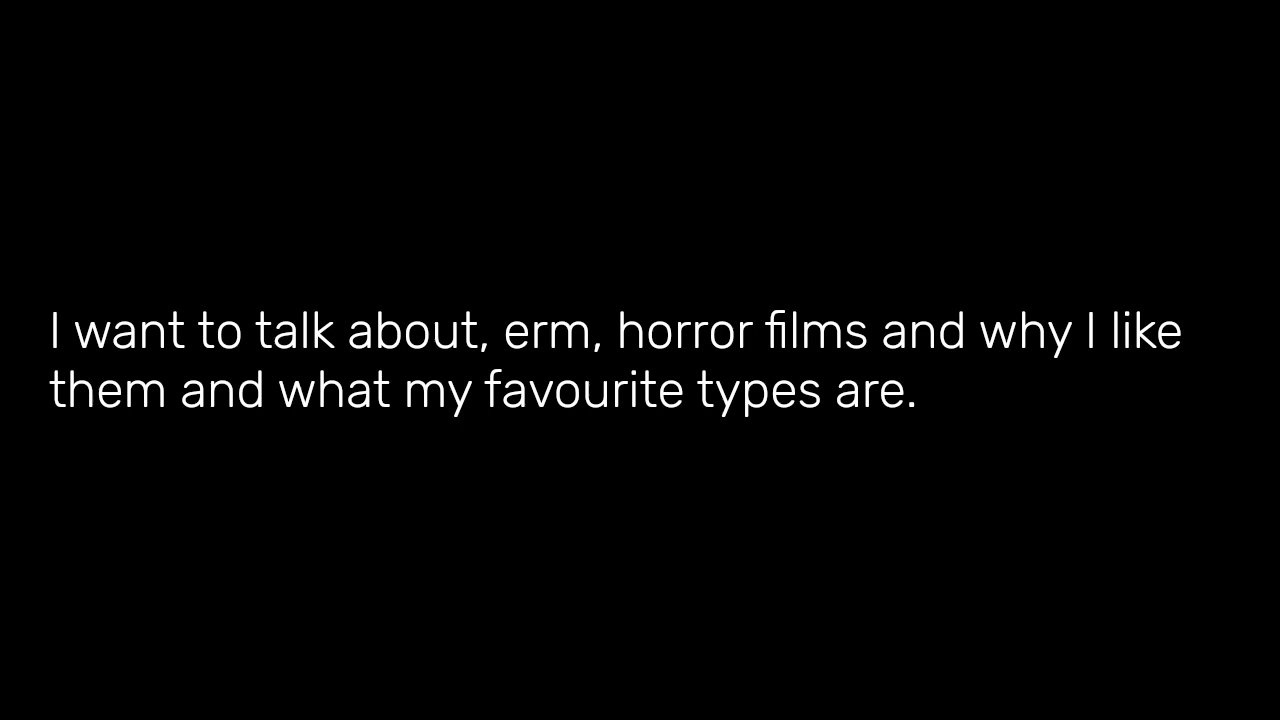 I want to talk about, erm, horror films and why I like
them and what my favourite types are.